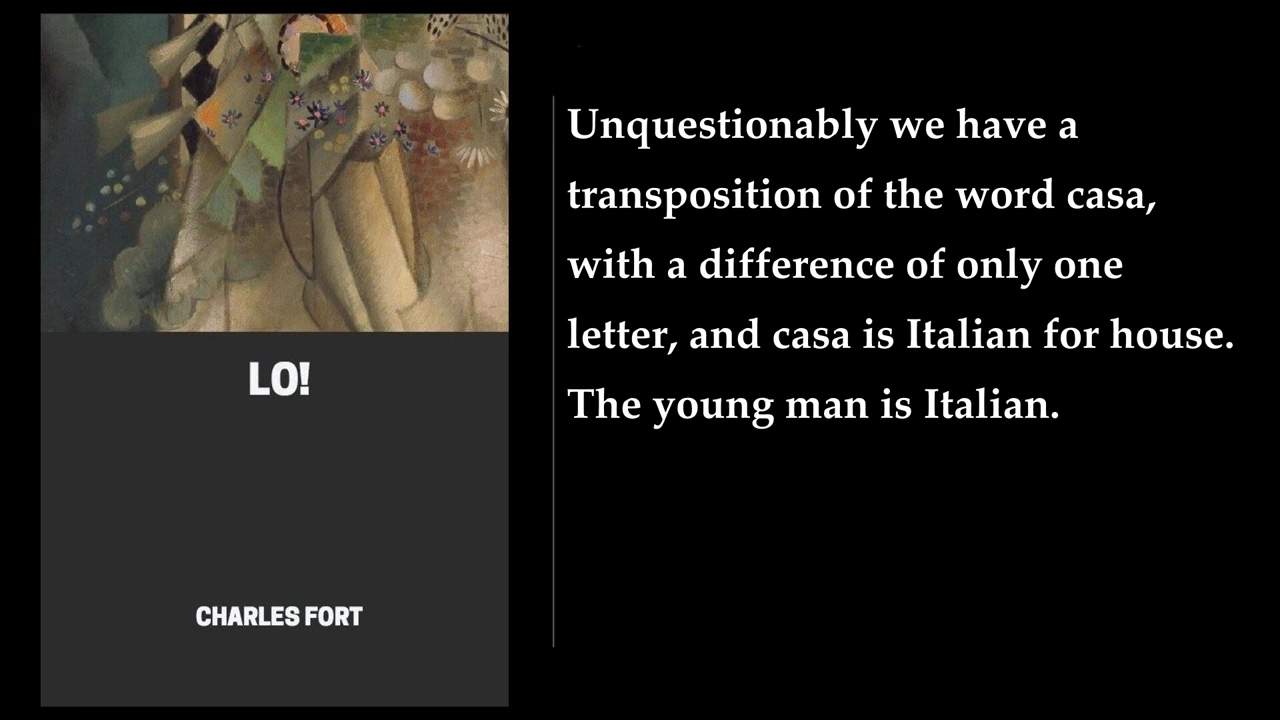 LO!
CHARLES FORT
Unquestionably we have a
transposition of the word casa,
with a difference of only one
letter, and casa is Italian for house.
The young man is Italian.